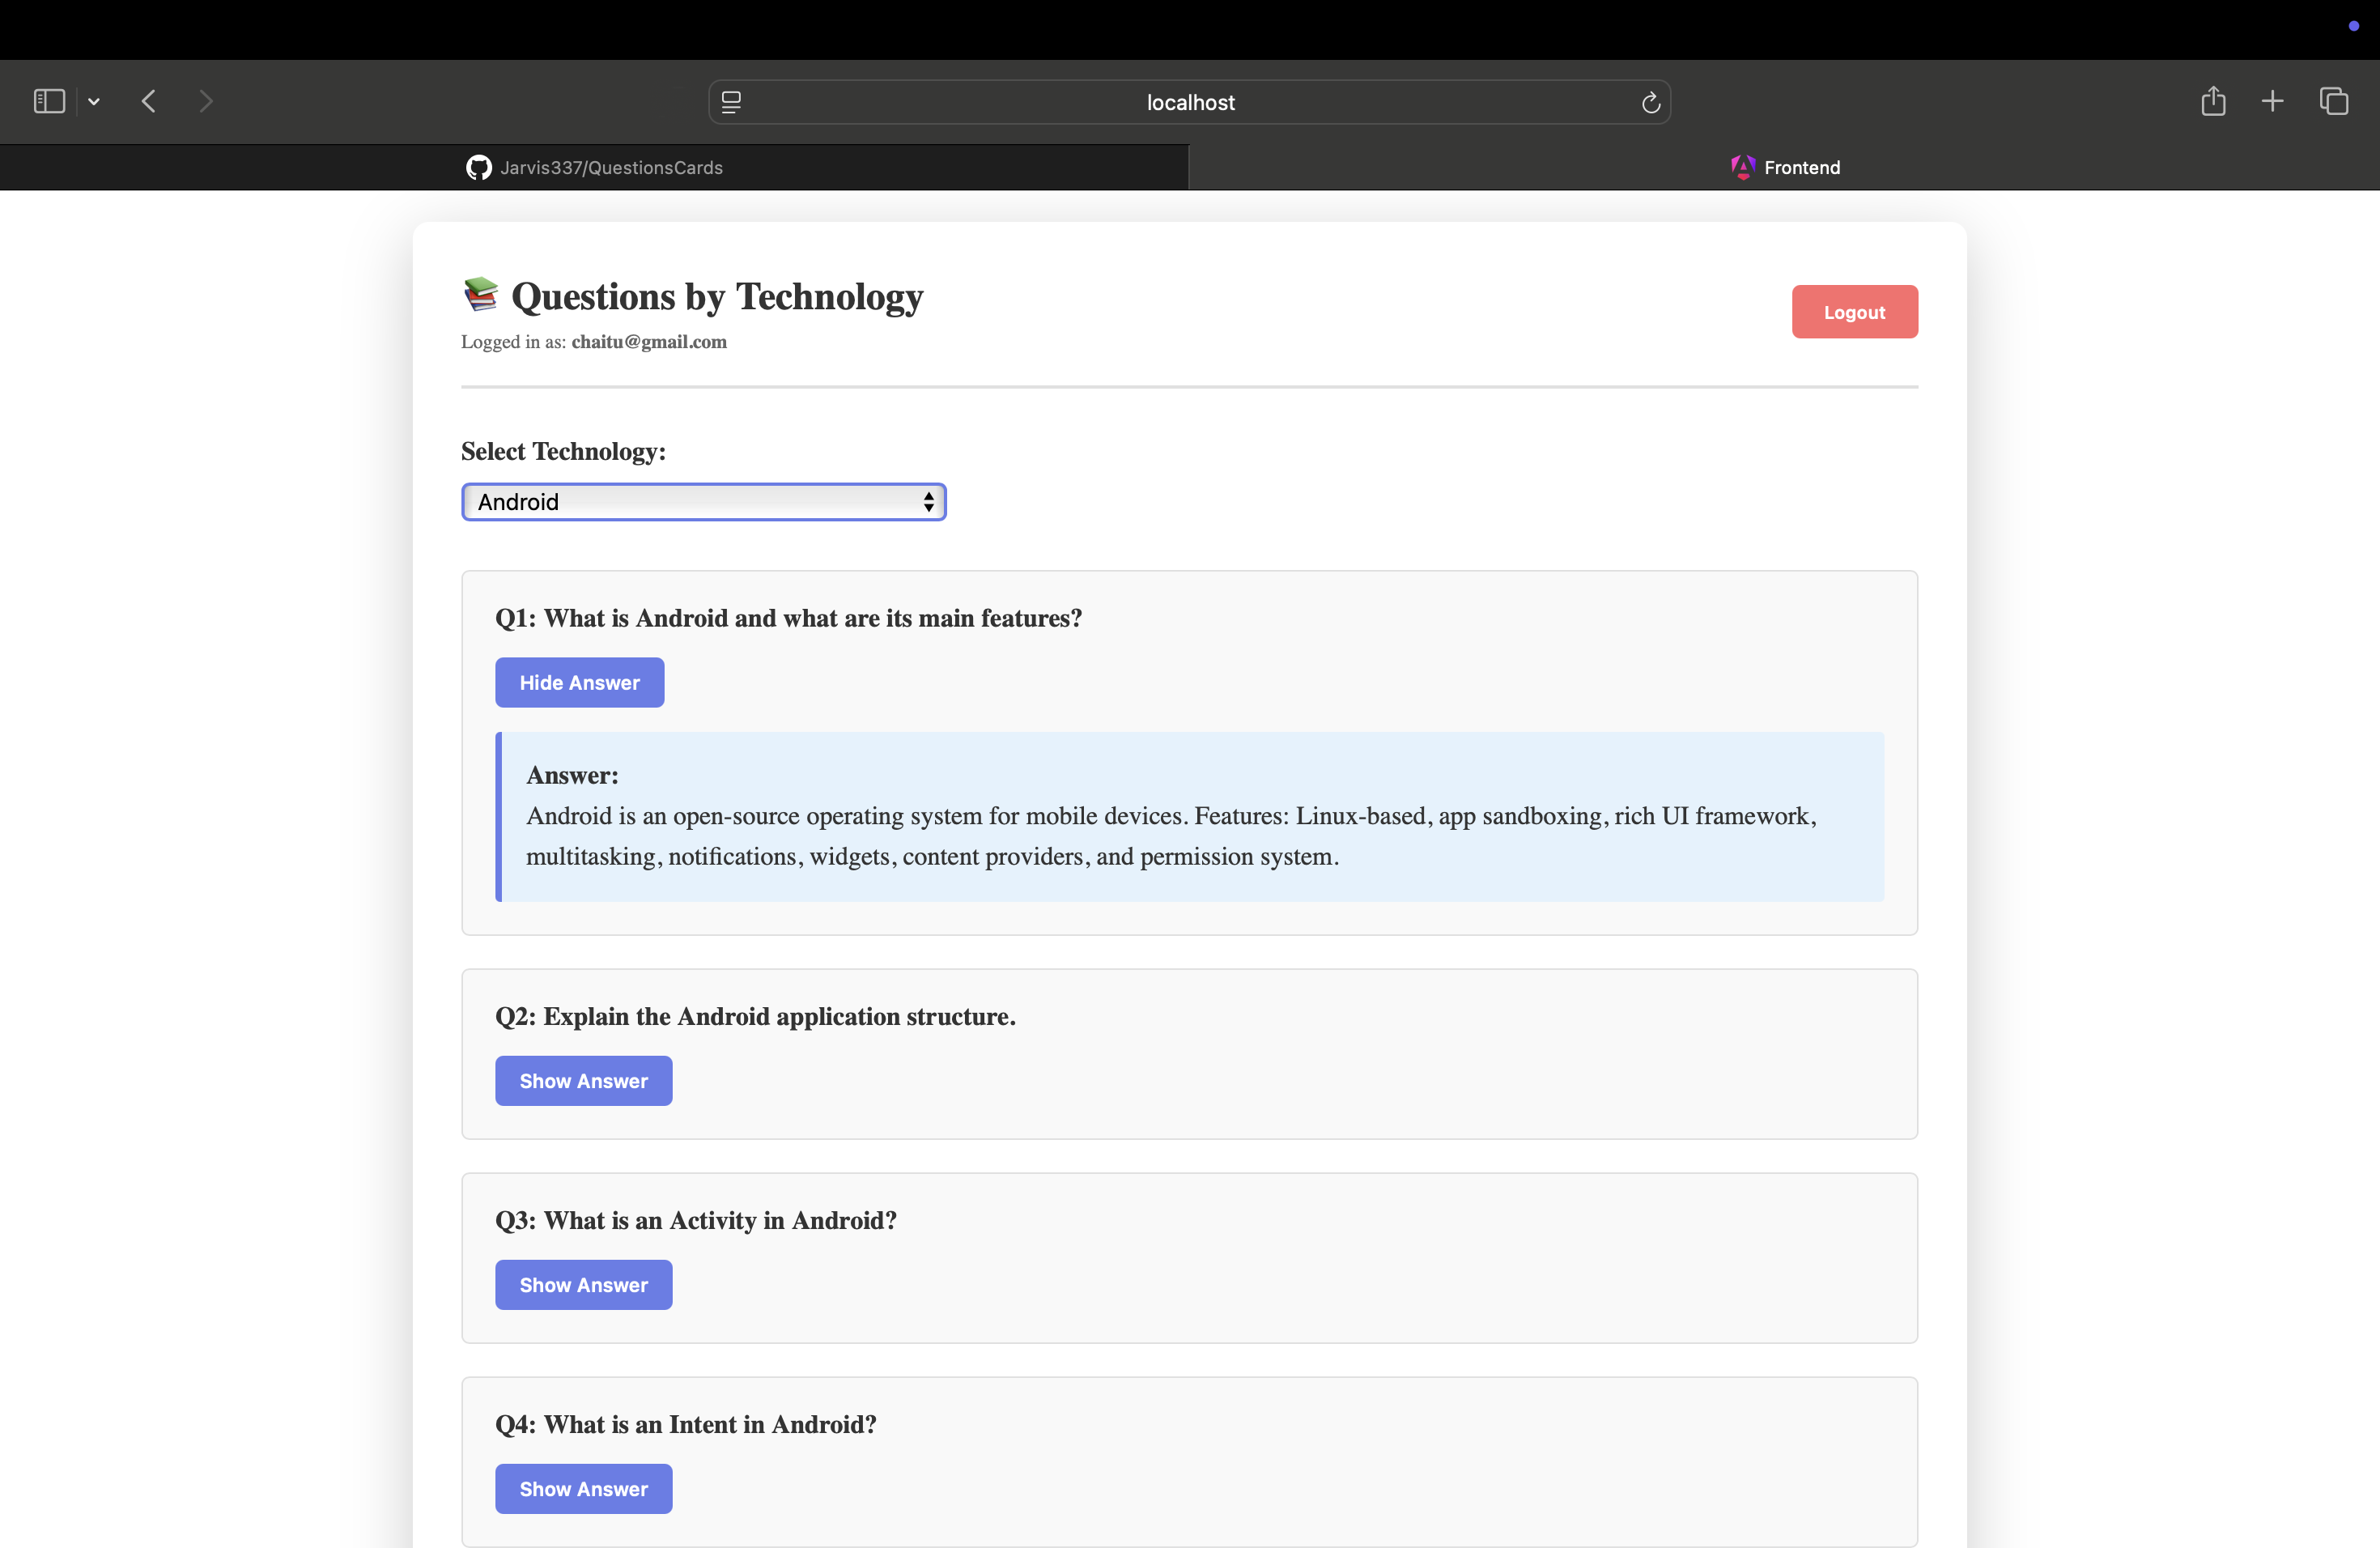 localhost
Jarvis337/QuestionsCards
Frontend
Questions by Technology
Logout
Logged in as: chaitu@gmail.com
Select Technology:
Android
Q1: What is Android and what are its main features?
Hide Answer
Answer:
Android is an open-source operating system for mobile devices. Features: Linux-based, app sandboxing, rich UI framework,
multitasking, notifications, widgets, content providers, and permission system.
Q2: Explain the Android application structure.
Show Answer
Q3: What is an Activity in Android?
Show Answer
Q4: What is an Intent in Android?
Show Answer